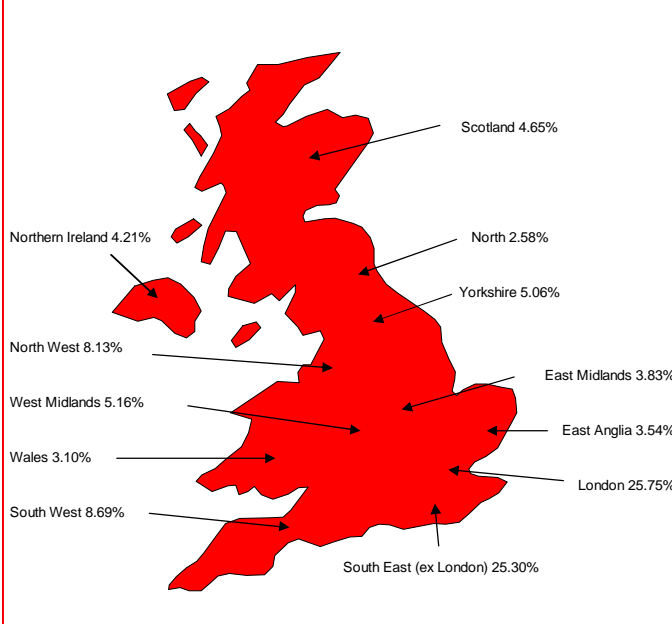 Scotland 4.65%
Northern Ireland 4.21%
North 2.58%
Yorkshire 5.06%
North West 8.13%
East Midlands 3.83%
West Midlands 5.16%
East Anglia 3.54%
Wales 3.10%
London 25.75%
South West 8.69%
South East (ex London) 25.30%